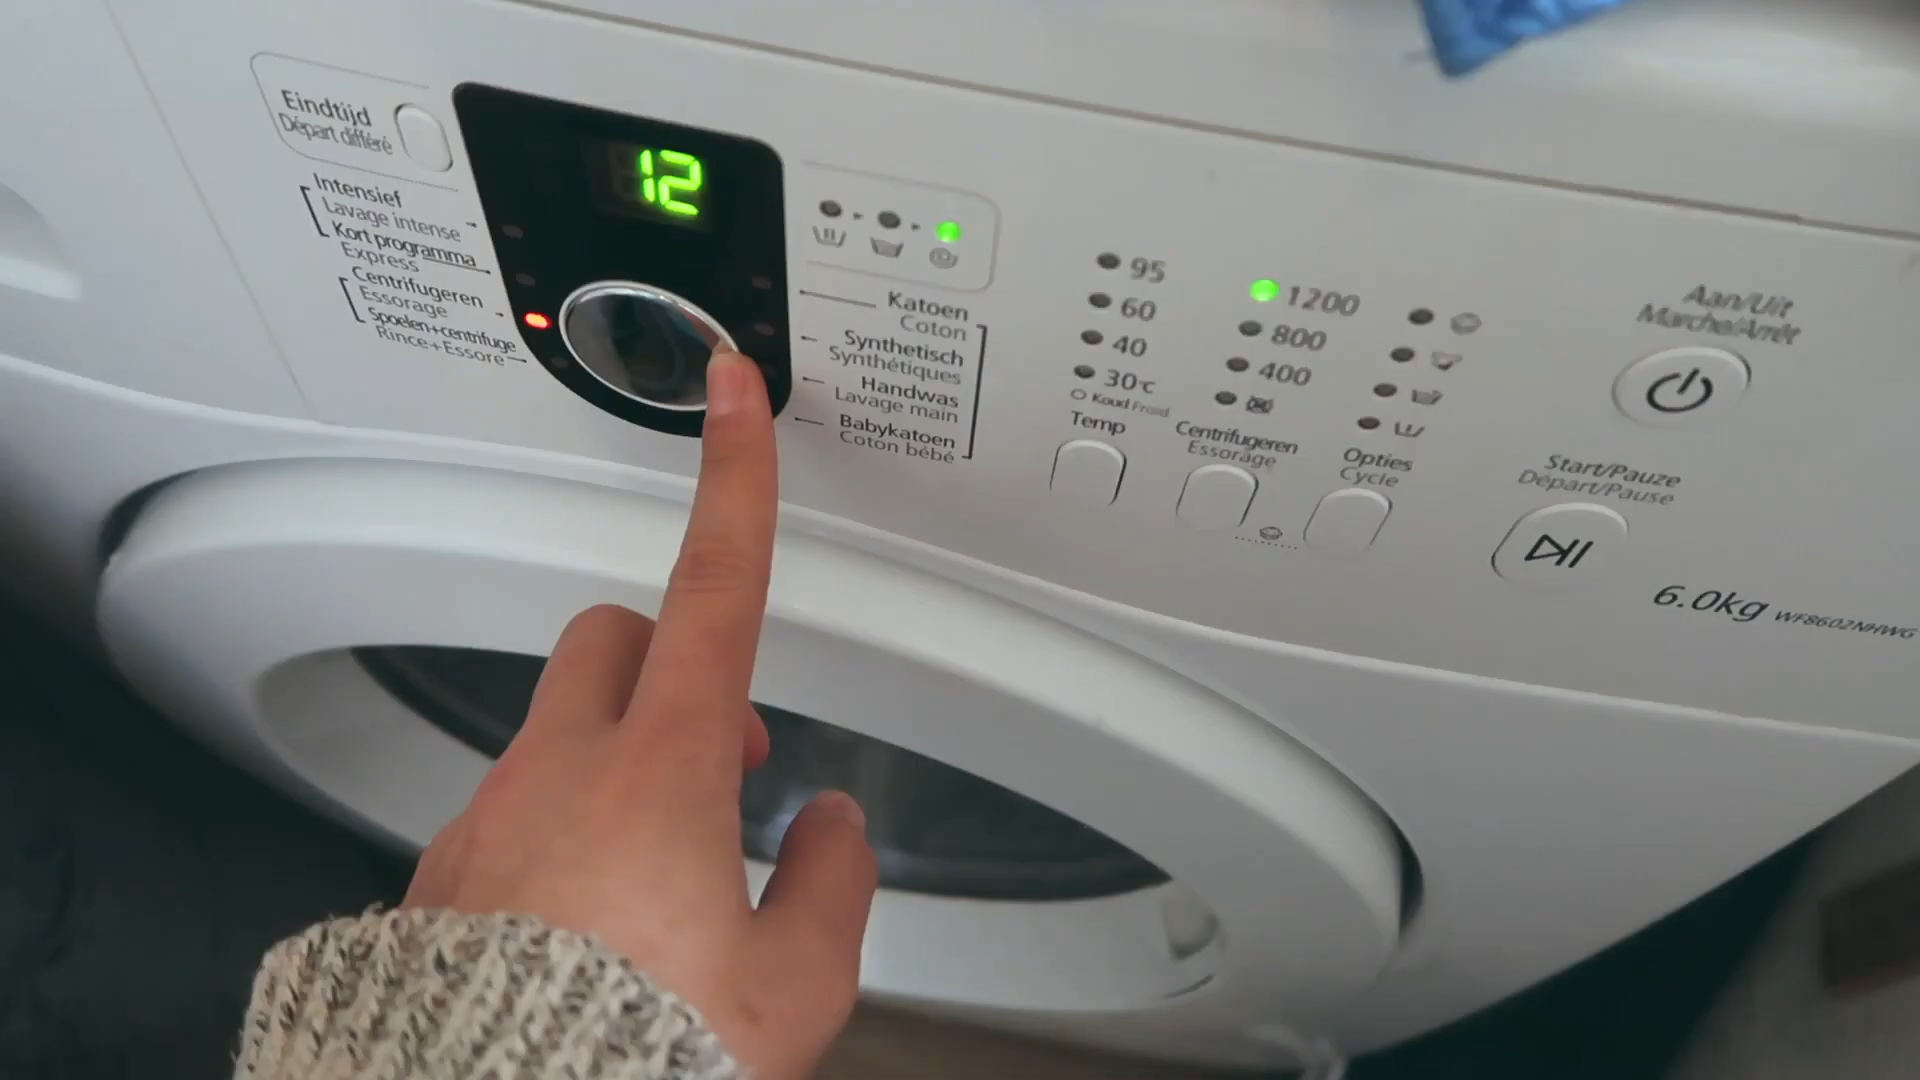 Eindtijd
Départ différé
12
Intensief
Lavage intense
Kort programma
Express
Centrifugeren
Essorage
Spoelen+centrifuge
Rince+Essore
Katoen
Coton
Synthetisch
Synthétiques
Handwas
Lavage main
Babykatoen
Coton bébé
95
60
40
30℃
Koud Froid
Temp
1200
800
400
Centrifugeren
Essorage
Opties
Cycle
Aan/Uit
Marche/Arrêt
Start/Pauze
Départ/Pause
6.0kg WF8602NHWG